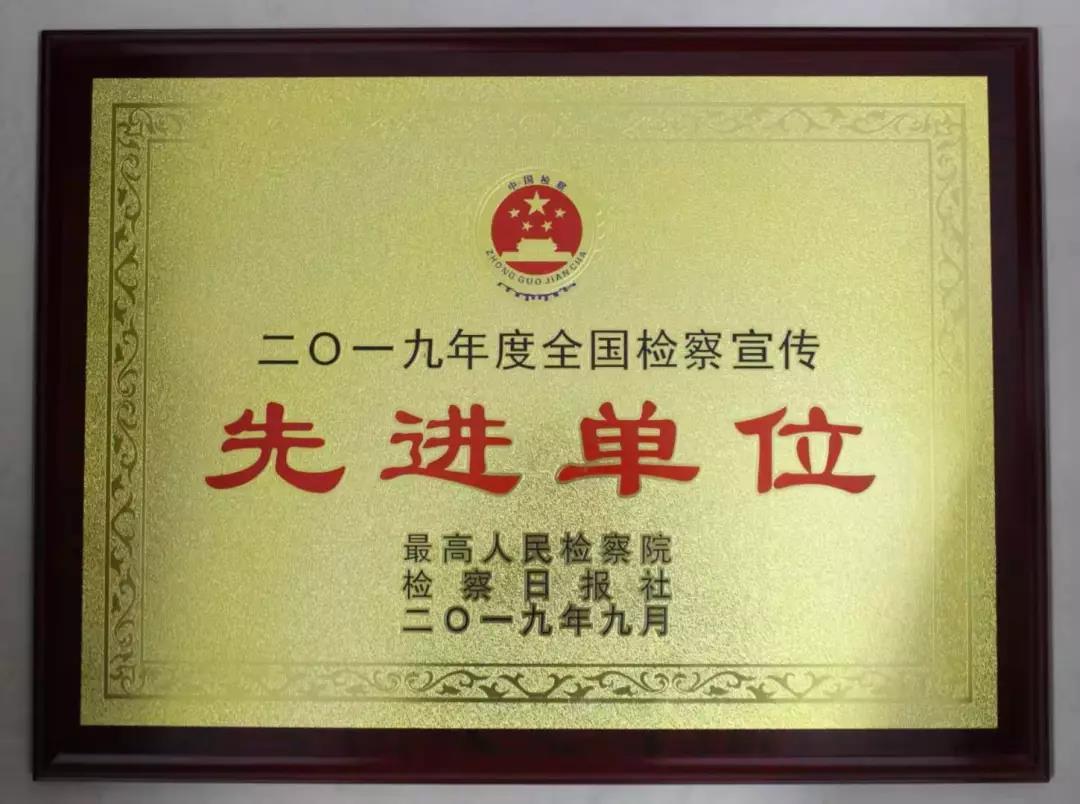 中国检察
ZHONG GUO JIAN CHA
二〇一九年度全国检察宣传
先进单位
最高人民检察院
检察日报社
二〇一九年九月